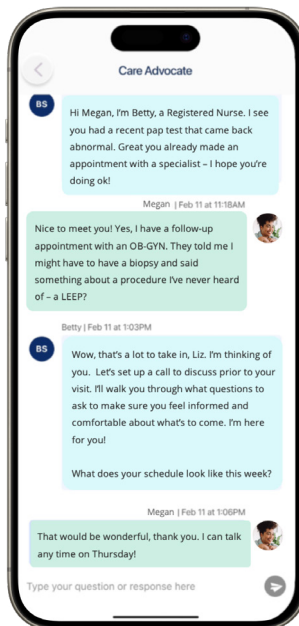 Care Advocate
BS
Hi Megan, I'm Betty, a Registered Nurse. I see
you had a recent pap test that came back
abnormal. Great you already made an
appointment with a specialist – I hope you're
doing ok!
Megan | Feb 11 at 11:18AM
Nice to meet you! Yes, I have a follow-up
appointment with an OB-GYN. They told me I
might have to have a biopsy and said
something about a procedure I've never heard
of – a LEEP?
Betty | Feb 11 at 1:03PM
BS
Wow, that's a lot to take in, Liz. I'm thinking of
you. Let's set up a call to discuss prior to your
visit. I'll walk you through what questions to
ask to make sure you feel informed and
comfortable about what's to come. I'm here
for you!
What does your schedule look like this week?
Megan | Feb 11 at 1:06PM
That would be wonderful, thank you. I can talk
any time on Thursday!
Type your question or response here